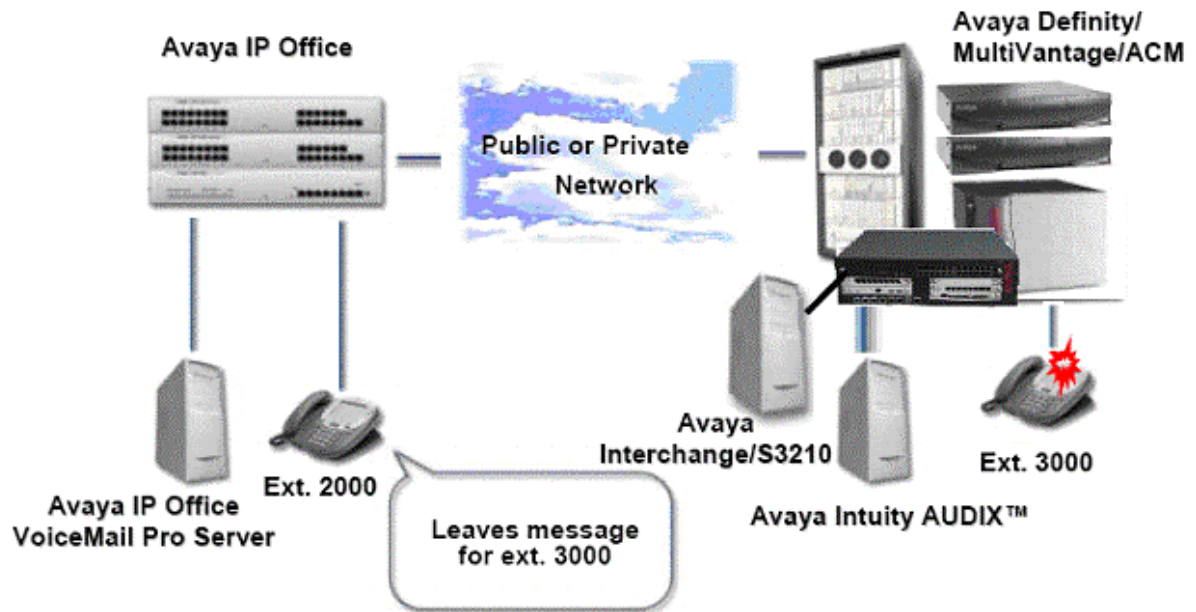 Avaya IP Office
Avaya Definity/
MultiVantage/ACM
Public or Private
Network
Avaya
Interchange/S3210
Ext. 2000
Ext. 3000
Avaya IP Office
VoiceMail Pro Server
Avaya Intuity AUDIX™
Leaves message
for ext. 3000